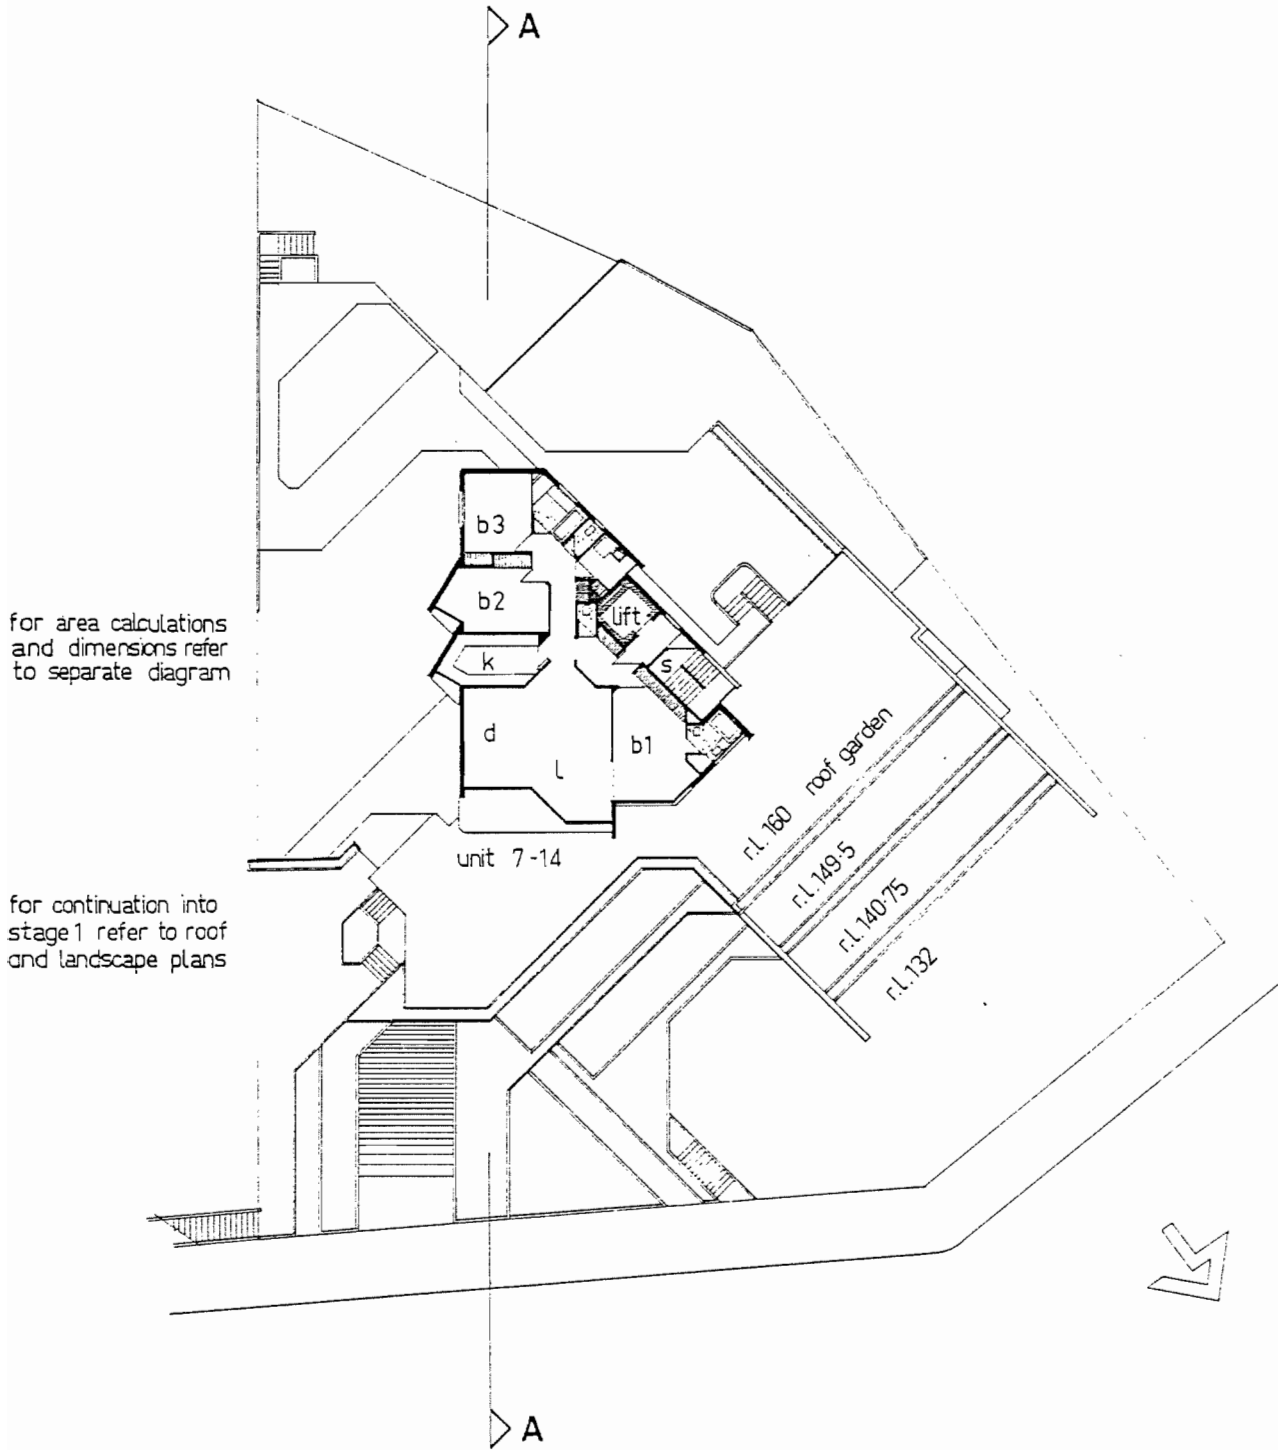 A
b3
b2
lift
for area calculations
and dimensions refer
to separate diagram
k
s
d
b1
l
r.l. 160 roof garden
unit 7-14
r.l. 149·5
r.l. 140·75
r.l. 132
for continuation into
stage 1 refer to roof
and landscape plans
A